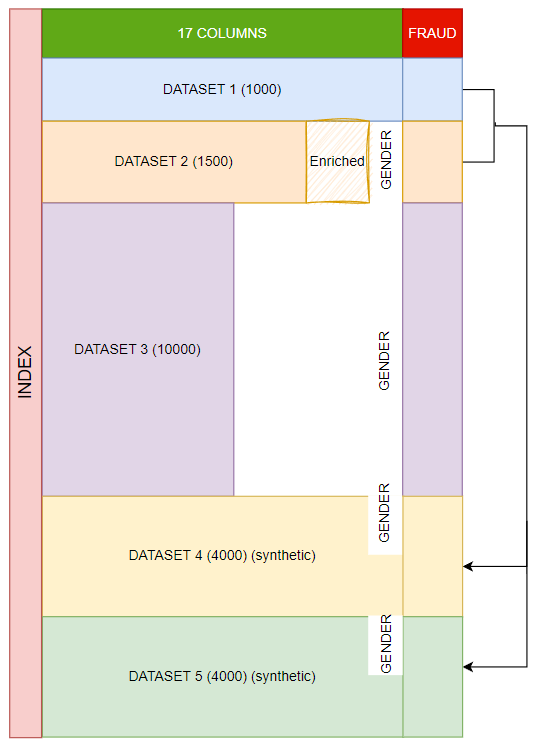 17 COLUMNS
FRAUD
DATASET 1 (1000)
DATASET 2 (1500)
Enriched
GENDER
DATASET 3 (10000)
GENDER
INDEX
GENDER
DATASET 4 (4000) (synthetic)
GENDER
DATASET 5 (4000) (synthetic)